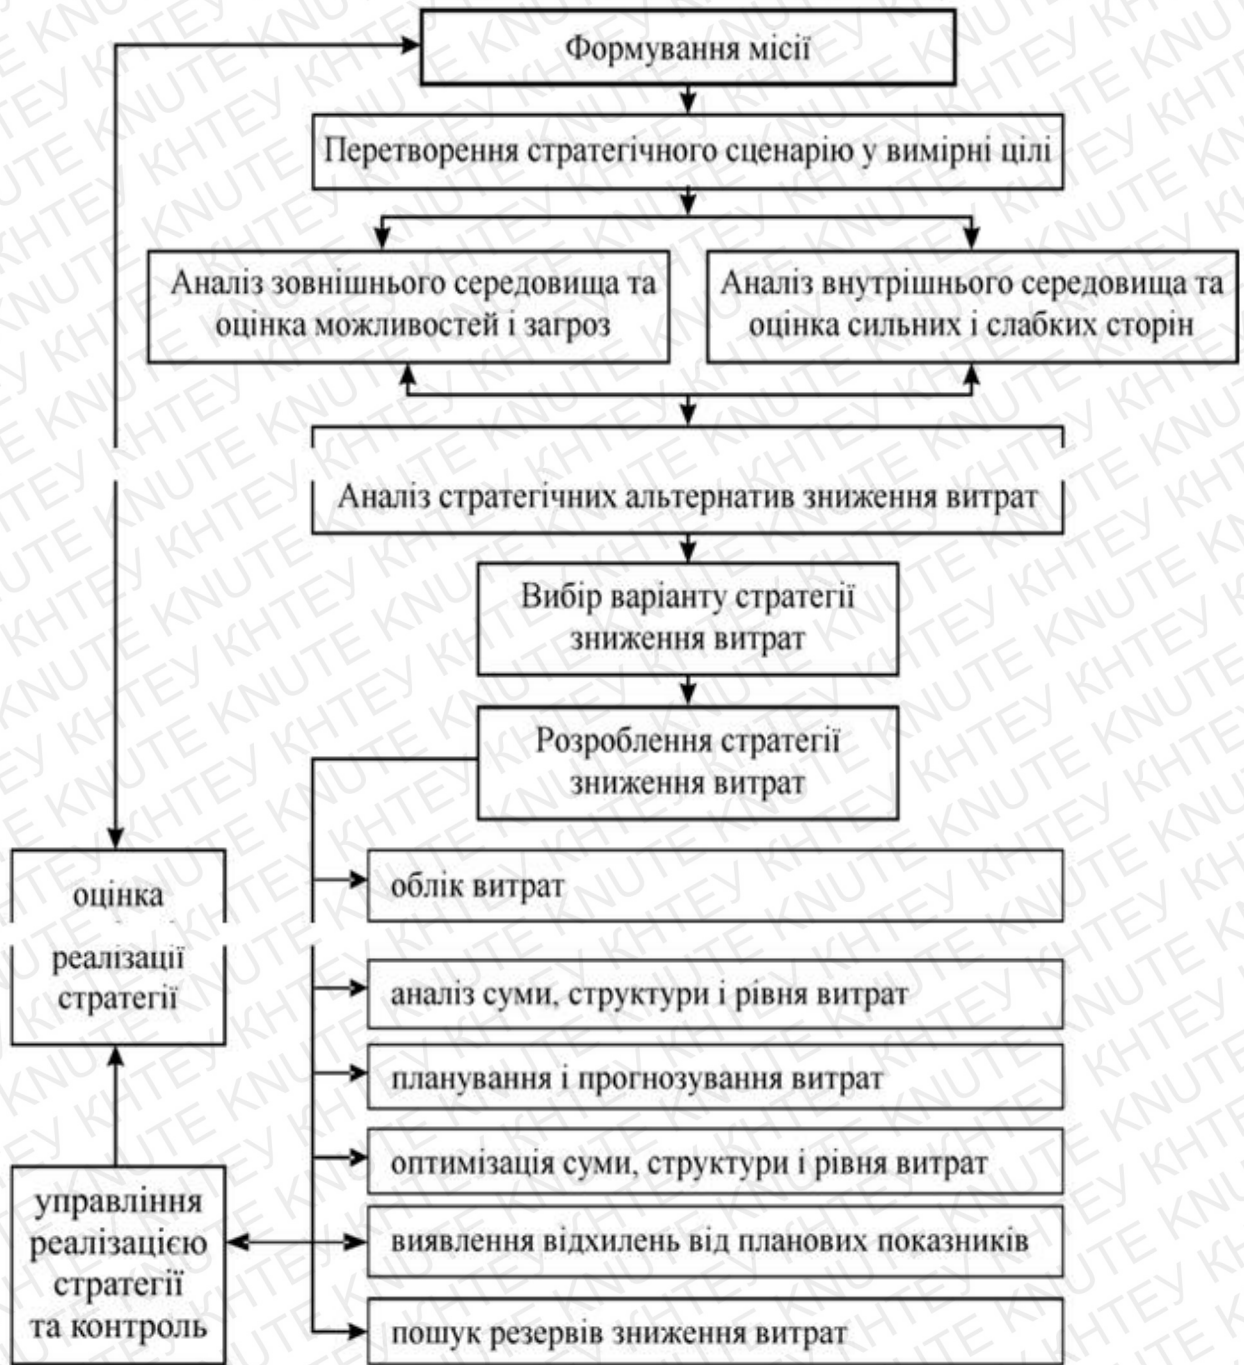 Формування місії
Перетворення стратегічного сценарію у вимірні цілі
Аналіз зовнішнього середовища та
оцінка можливостей і загроз
Аналіз внутрішнього середовища та
оцінка сильних і слабких сторін
Аналіз стратегічних альтернатив зниження витрат
Вибір варіанту стратегії
зниження витрат
Розроблення стратегії
зниження витрат
облік витрат
оцінка
реалізації
стратегії
аналіз суми, структури і рівня витрат
планування і прогнозування витрат
оптимізація суми, структури і рівня витрат
управління
реалізацією
стратегії
та контроль
виявлення відхилень від планових показників
пошук резервів зниження витрат